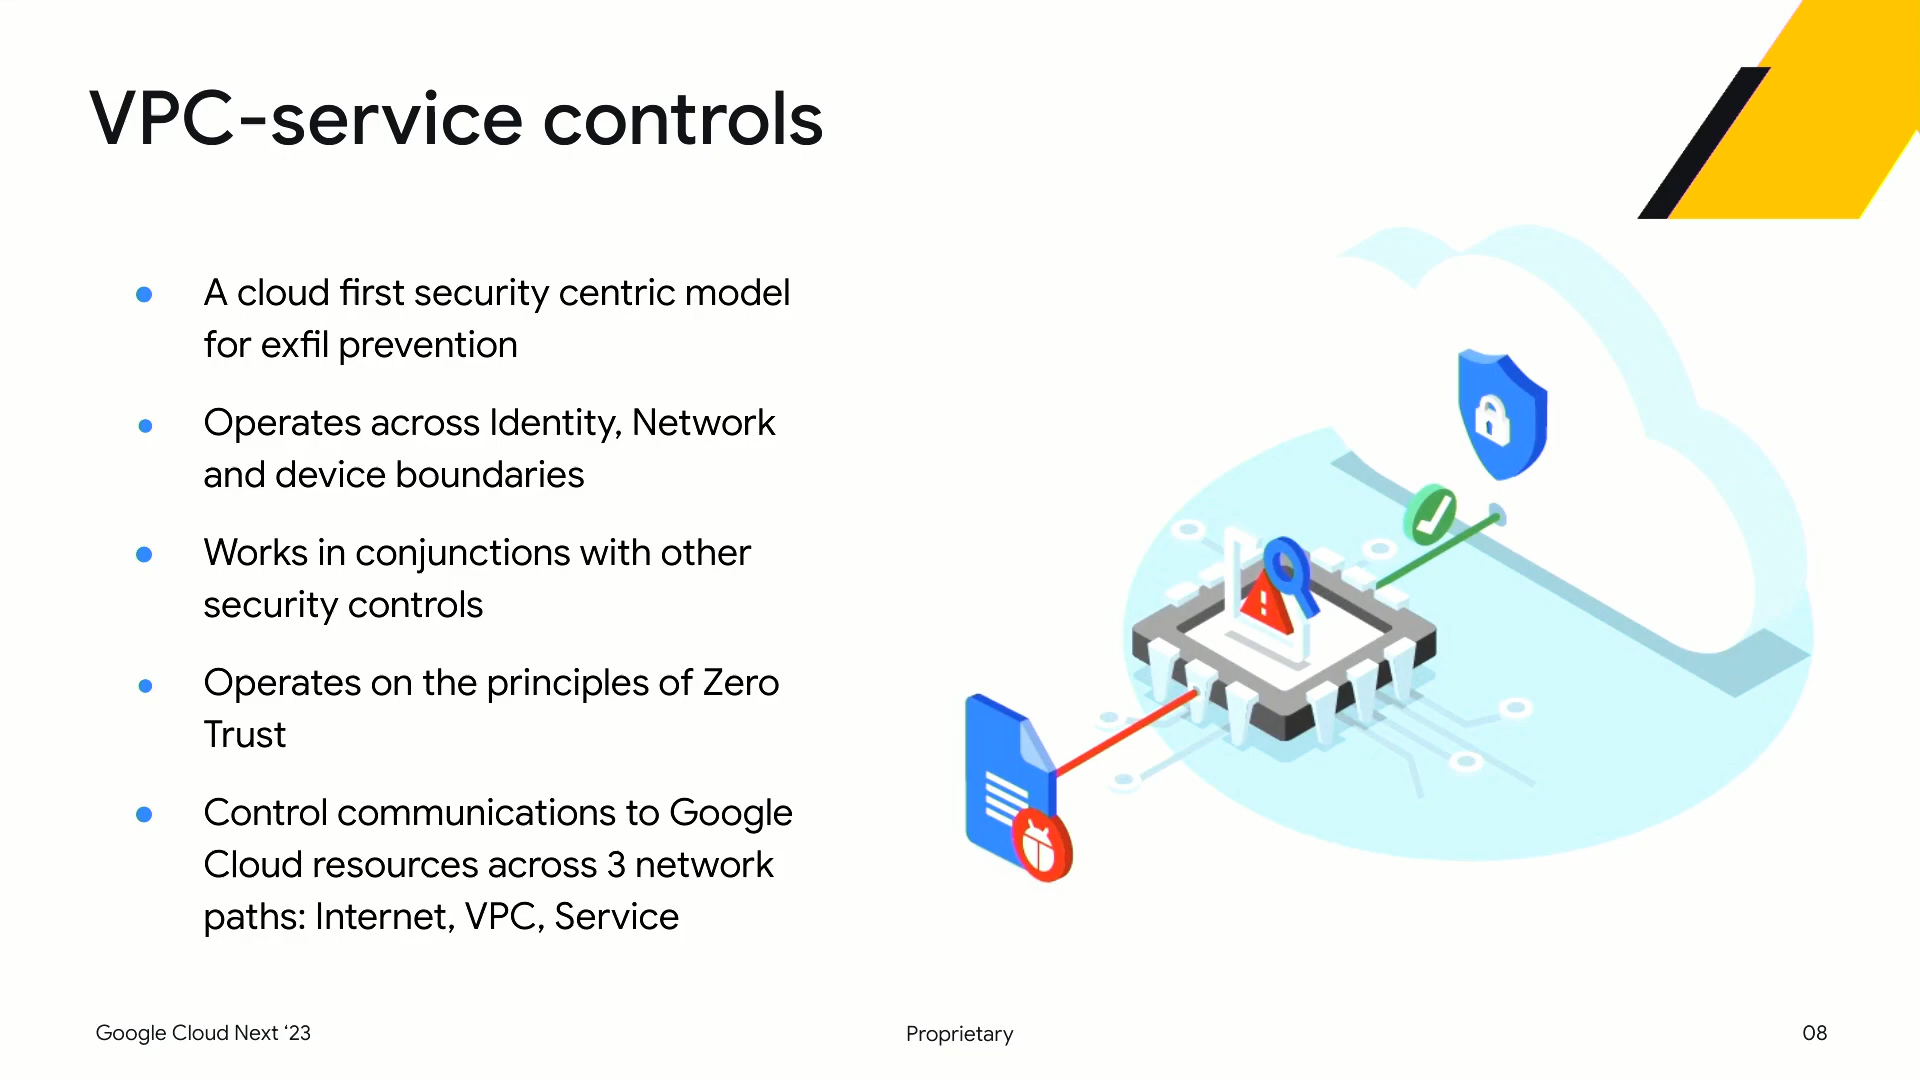 VPC-service controls
A cloud first security centric model
for exfil prevention
Operates across Identity, Network
and device boundaries
Works in conjunctions with other
security controls
Operates on the principles of Zero
Trust
Control communications to Google
Cloud resources across 3 network
paths: Internet, VPC, Service
Google Cloud Next ‘23
Proprietary
08